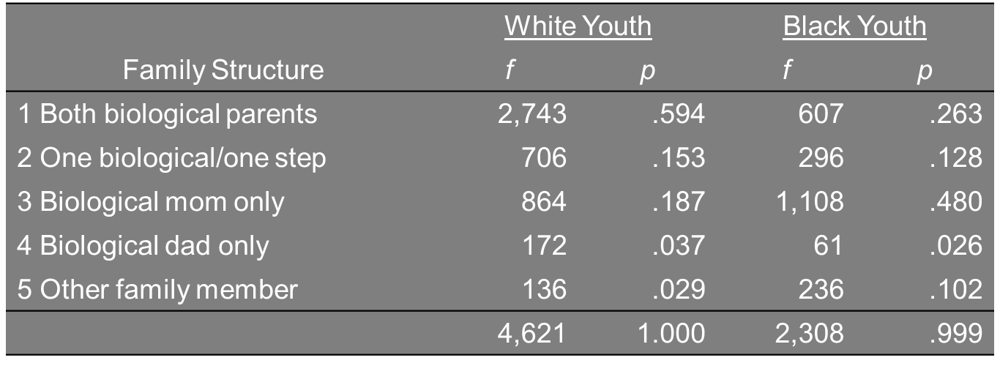 White Youth Black Youth
Family Structure f p f p
1 Both biological parents 2,743 .594 607 .263
2 One biological/one step 706 .153 296 .128
3 Biological mom only 864 .187 1,108 .480
4 Biological dad only 172 .037 61 .026
5 Other family member 136 .029 236 .102
4,621 1.000 2,308 .999